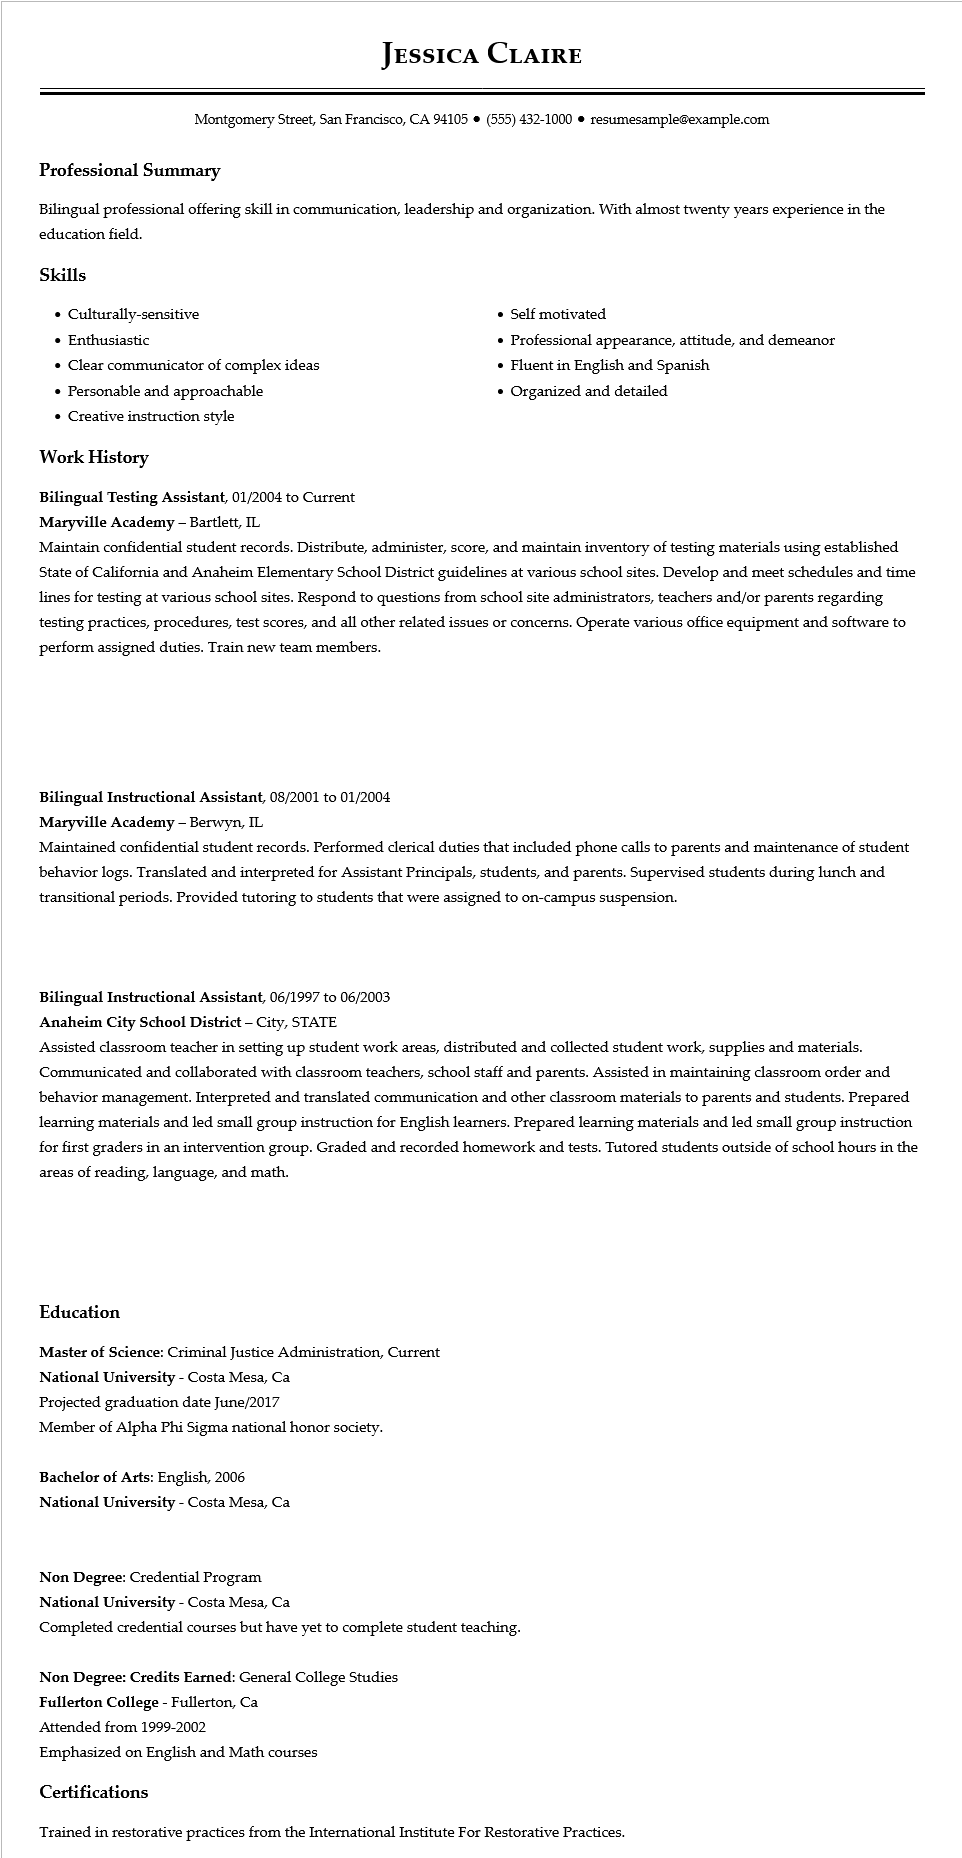 Jessica Claire
Montgomery Street, San Francisco, CA 94105 ● (555) 432-1000 ● resumesample@example.com
Professional Summary
Bilingual professional offering skill in communication, leadership and organization. With almost twenty years experience in the
education field.
Skills
• Culturally-sensitive
• Enthusiastic
• Clear communicator of complex ideas
• Personable and approachable
• Creative instruction style
• Self motivated
• Professional appearance, attitude, and demeanor
• Fluent in English and Spanish
• Organized and detailed
Work History
Bilingual Testing Assistant, 01/2004 to Current
Maryville Academy – Bartlett, IL
Maintain confidential student records. Distribute, administer, score, and maintain inventory of testing materials using established
State of California and Anaheim Elementary School District guidelines at various school sites. Develop and meet schedules and time
lines for testing at various school sites. Respond to questions from school site administrators, teachers and/or parents regarding
testing practices, procedures, test scores, and all other related issues or concerns. Operate various office equipment and software to
perform assigned duties. Train new team members.
Bilingual Instructional Assistant, 08/2001 to 01/2004
Maryville Academy – Berwyn, IL
Maintained confidential student records. Performed clerical duties that included phone calls to parents and maintenance of student
behavior logs. Translated and interpreted for Assistant Principals, students, and parents. Supervised students during lunch and
transitional periods. Provided tutoring to students that were assigned to on-campus suspension.
Bilingual Instructional Assistant, 06/1997 to 06/2003
Anaheim City School District – City, STATE
Assisted classroom teacher in setting up student work areas, distributed and collected student work, supplies and materials.
Communicated and collaborated with classroom teachers, school staff and parents. Assisted in maintaining classroom order and
behavior management. Interpreted and translated communication and other classroom materials to parents and students. Prepared
learning materials and led small group instruction for English learners. Prepared learning materials and led small group instruction
for first graders in an intervention group. Graded and recorded homework and tests. Tutored students outside of school hours in the
areas of reading, language, and math.
Education
Master of Science: Criminal Justice Administration, Current
National University - Costa Mesa, Ca
Projected graduation date June/2017
Member of Alpha Phi Sigma national honor society.
Bachelor of Arts: English, 2006
National University - Costa Mesa, Ca
Non Degree: Credential Program
National University - Costa Mesa, Ca
Completed credential courses but have yet to complete student teaching.
Non Degree: Credits Earned: General College Studies
Fullerton College - Fullerton, Ca
Attended from 1999-2002
Emphasized on English and Math courses
Certifications
Trained in restorative practices from the International Institute For Restorative Practices.